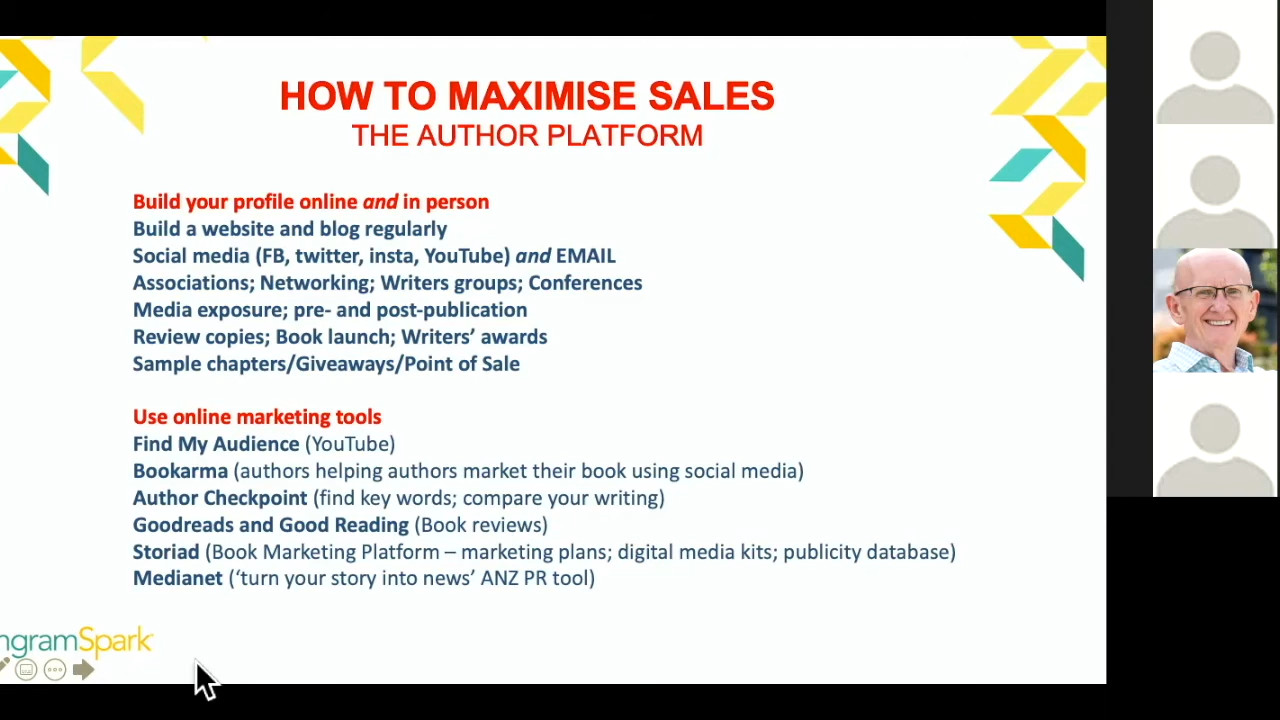 HOW TO MAXIMISE SALES
THE AUTHOR PLATFORM
Build your profile online and in person
Build a website and blog regularly
Social media (FB, twitter, insta, YouTube) and EMAIL
Associations; Networking; Writers groups; Conferences
Media exposure; pre- and post-publication
Review copies; Book launch; Writers’ awards
Sample chapters/Giveaways/Point of Sale
Use online marketing tools
Find My Audience (YouTube)
Bookarma (authors helping authors market their book using social media)
Author Checkpoint (find key words; compare your writing)
Goodreads and Good Reading (Book reviews)
Storiad (Book Marketing Platform – marketing plans; digital media kits; publicity database)
Medianet (‘turn your story into news’ ANZ PR tool)
ngramSpark